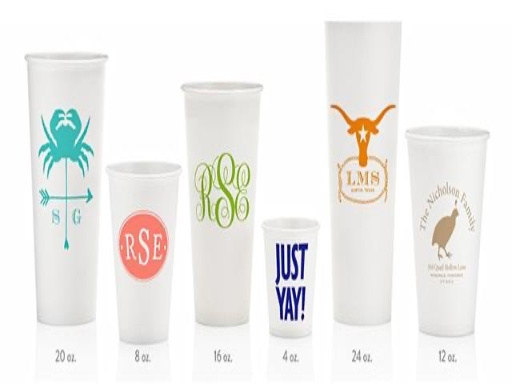 S G
RSE
RSE
JUST
YAY!
LMS
The Nicholson Family
20 oz.
8 oz.
16 oz.
4 oz.
24 oz.
12 oz.